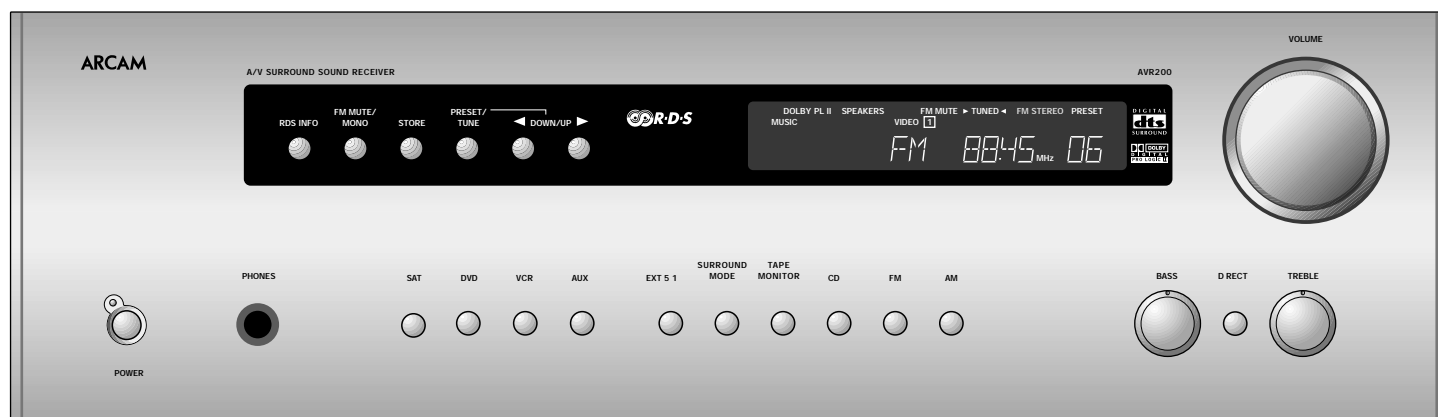 VOLUME
ARCAM
A/V SURROUND SOUND RECEIVER
AVR200
RDS INFO
FM MUTE/
MONO
STORE
PRESET/
TUNE
◄ DOWN/UP ►
R·D·S
DOLBY PL II SPEAKERS FM MUTE ► TUNED ◄ FM STEREO PRESET
MUSIC VIDEO 1
FM 88.45 MHz 06
DIGITAL
dts
SURROUND
DOLBY
DIGITAL
PRO LOGIC II
PHONES
SAT
DVD
VCR
AUX
EXT 5 1
SURROUND
MODE
TAPE
MONITOR
CD
FM
AM
BASS
D RECT
TREBLE
POWER